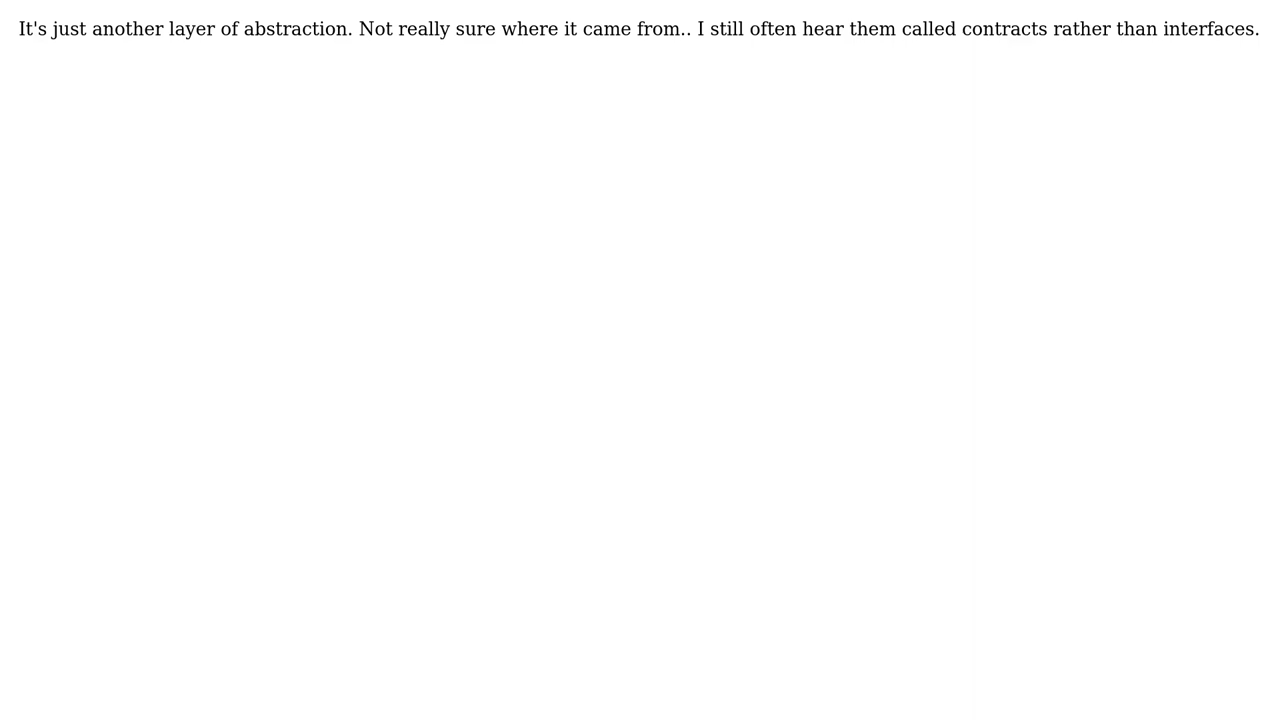 It's just another layer of abstraction. Not really sure where it came from.. I still often hear them called contracts rather than interfaces.